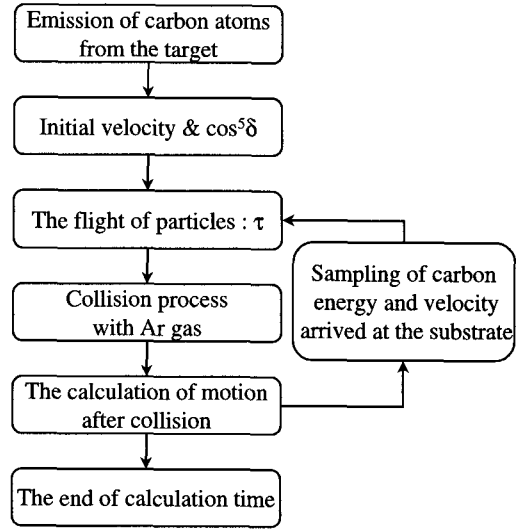 Emission of carbon atoms
from the target
Initial velocity & cos⁵δ
The flight of particles : τ
Collision process
with Ar gas
The calculation of motion
after collision
The end of calculation time
Sampling of carbon
energy and velocity
arrived at the substrate